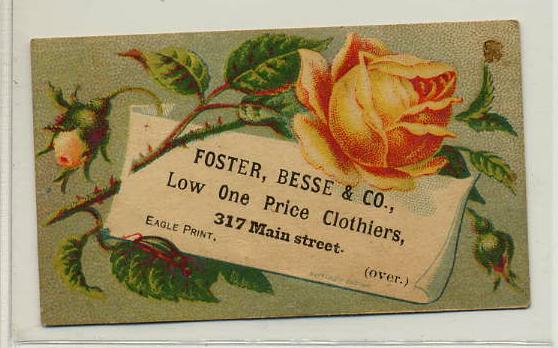 FOSTER, BESSE & CO.,
Low One Price Clothiers,
317 Main street.
EAGLE PRINT.
(over.)